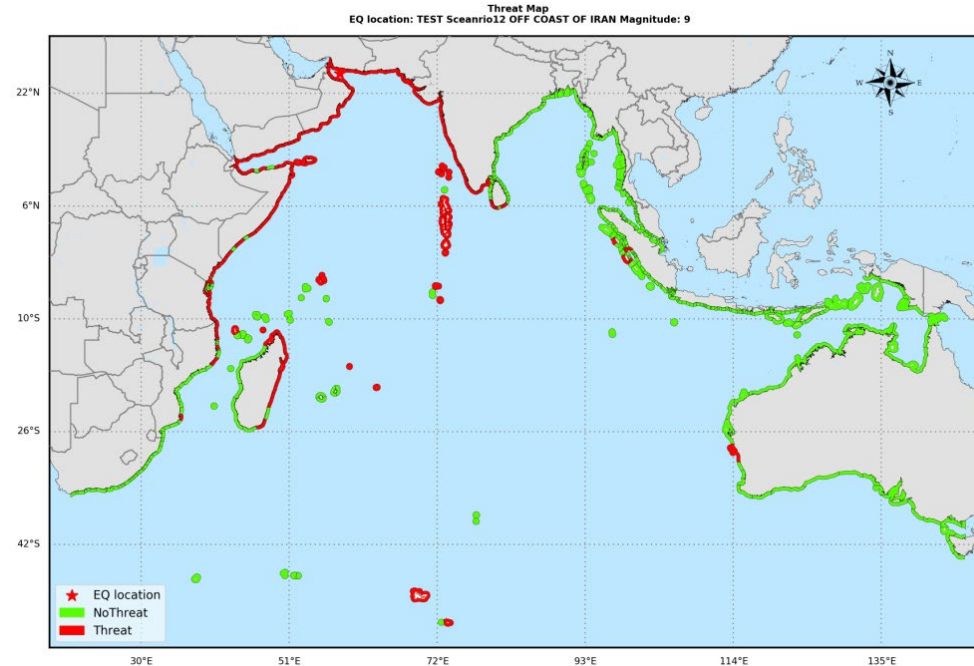 Threat Map
EQ location: TEST Sceanrio12 OFF COAST OF IRAN Magnitude: 9
N
W
E
S
22°N
6°N
10°S
26°S
42°S
EQ location
NoThreat
Threat
30°E
51°E
72°E
93°E
114°E
135°E